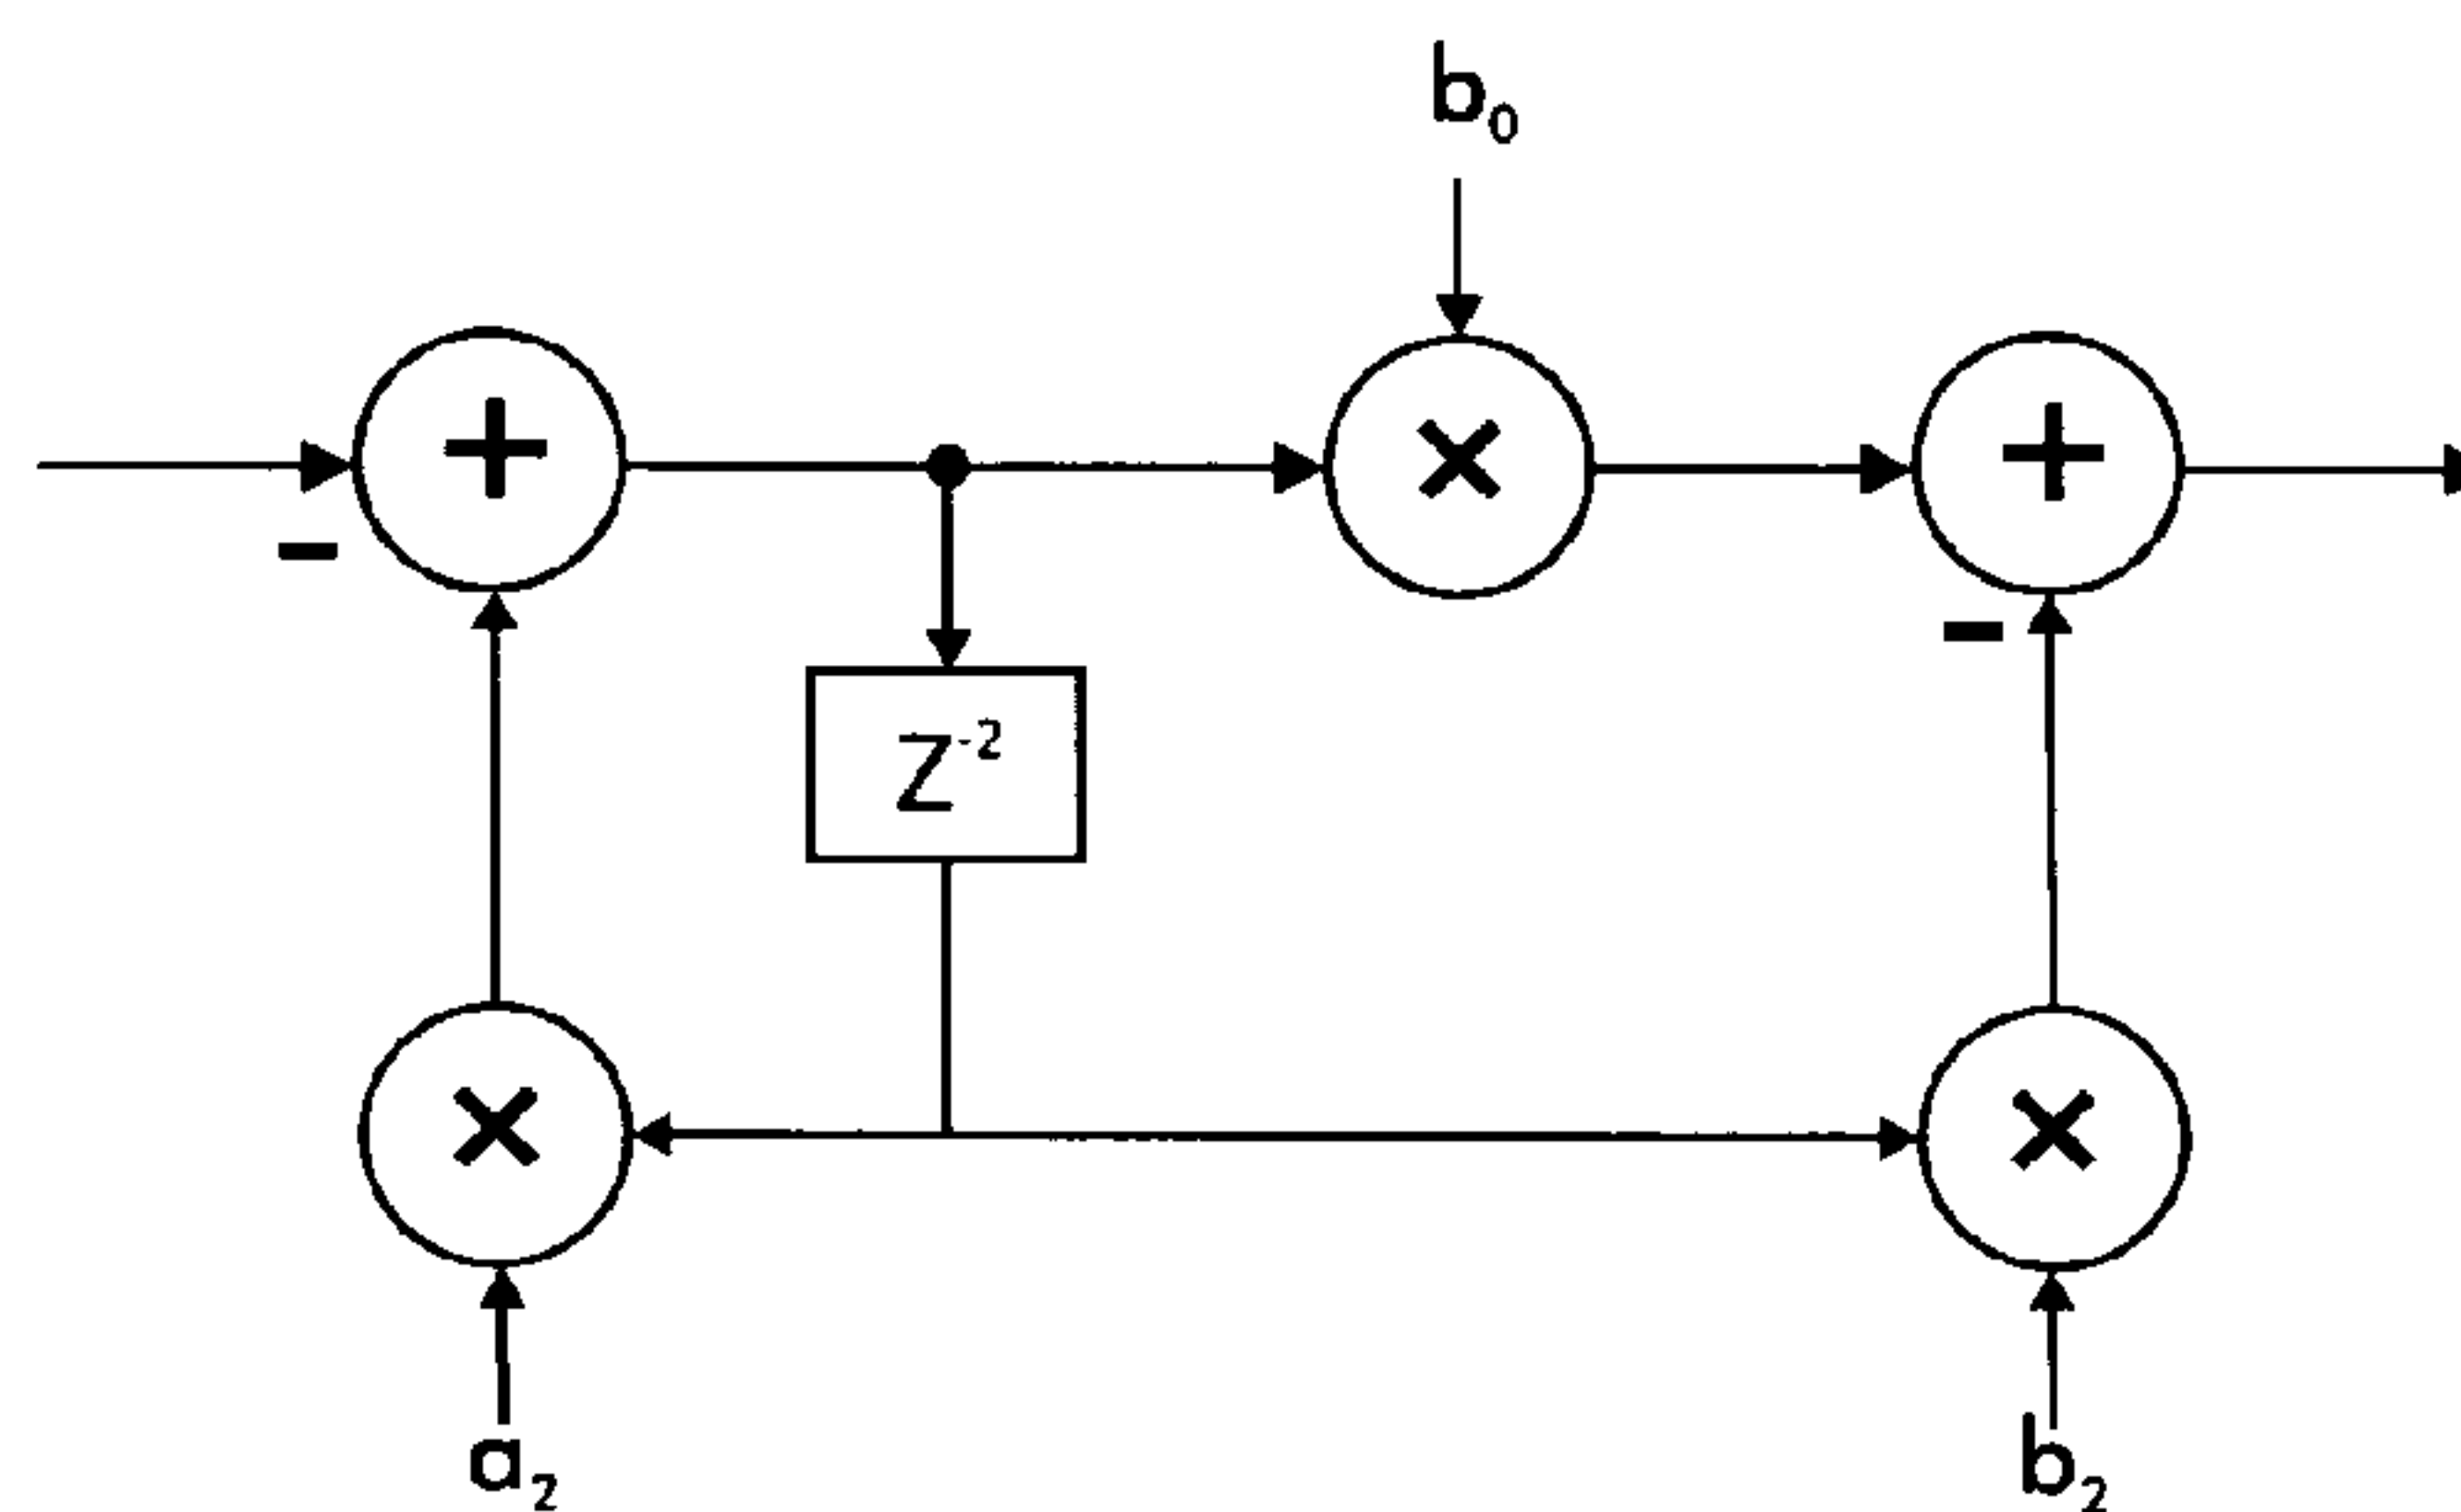 b₀
+
×
+
−
−
Z⁻²
×
×
a₂
b₂